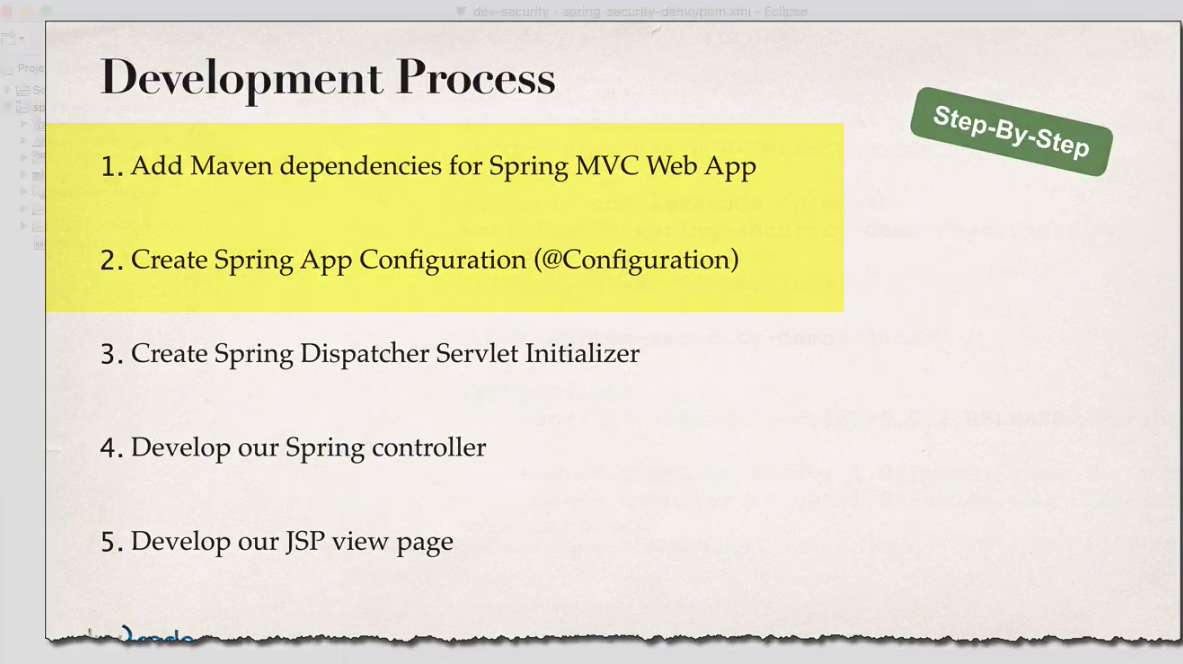 dev-security - spring-security-demo/pom.xml - Eclipse
Development Process
Step-By-Step
1. Add Maven dependencies for Spring MVC Web App
2. Create Spring App Configuration (@Configuration)
3. Create Spring Dispatcher Servlet Initializer
4. Develop our Spring controller
5. Develop our JSP view page